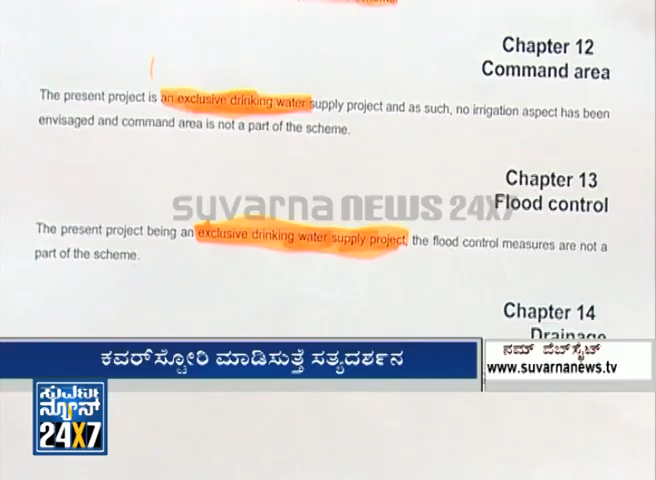 Chapter 12
Command area
The present project is an exclusive drinking water supply project and as such, no irrigation aspect has been
envisaged and command area is not a part of the scheme.
Chapter 13
Flood control
suvarna NEWS 24X7
The present project being an exclusive drinking water supply project, the flood control measures are not a
part of the scheme.
Chapter 14
Drainage
ಕವರ್‌ಸ್ಟೋರಿ ಮಾಡಿಸುತ್ತೆ ಸತ್ಯದರ್ಶನ
ನಮ್ ವೆಬ್‌ಸೈಟ್
www.suvarnanews.tv
ಸುವರ್ಣ
ನ್ಯೂಸ್
24X7